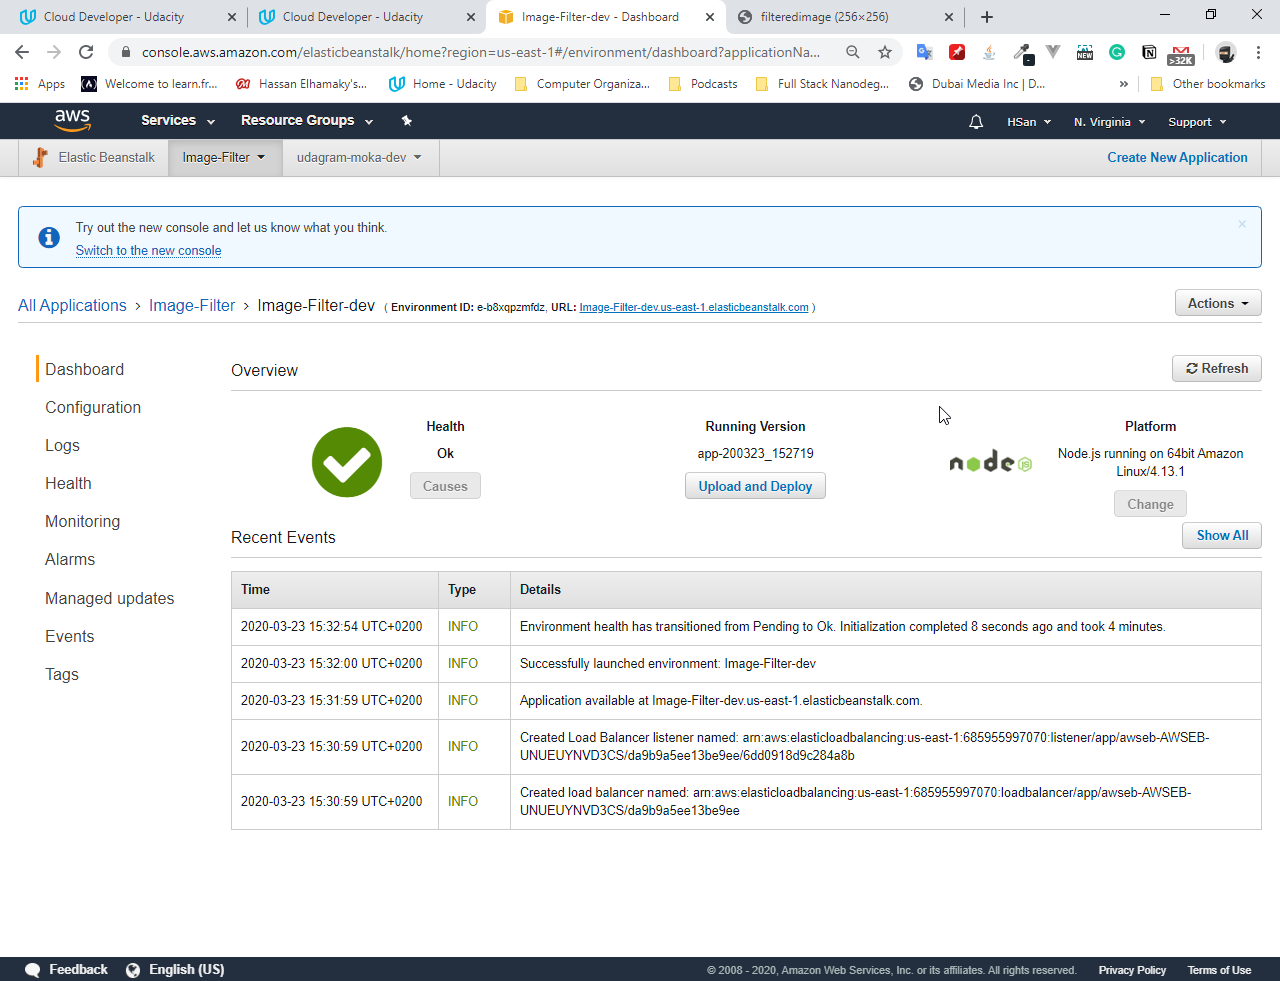 Cloud Developer - Udacity
Cloud Developer - Udacity
Image-Filter-dev - Dashboard
filteredimage (256×256)
console.aws.amazon.com/elasticbeanstalk/home?region=us-east-1#/environment/dashboard?applicationNa...
NEW
>32K
Apps
Welcome to learn.fr...
Hassan Elhamaky's...
Home - Udacity
Computer Organiza...
Podcasts
Full Stack Nanodeg...
Dubai Media Inc | D...
»
Other bookmarks
aws
Services
Resource Groups
HSan
N. Virginia
Support
Elastic Beanstalk
Image-Filter
udagram-moka-dev
Create New Application
Try out the new console and let us know what you think.
Switch to the new console
All Applications > Image-Filter > Image-Filter-dev ( Environment ID: e-b8xqpzmfdz, URL: Image-Filter-dev.us-east-1.elasticbeanstalk.com )
Actions
Dashboard
Configuration
Logs
Health
Monitoring
Alarms
Managed updates
Events
Tags
Overview
Refresh
Health
Ok
Causes
Running Version
app-200323_152719
Upload and Deploy
node JS
Platform
Node.js running on 64bit Amazon
Linux/4.13.1
Change
Recent Events
Show All
Time Type Details
2020-03-23 15:32:54 UTC+0200 INFO Environment health has transitioned from Pending to Ok. Initialization completed 8 seconds ago and took 4 minutes.
2020-03-23 15:32:00 UTC+0200 INFO Successfully launched environment: Image-Filter-dev
2020-03-23 15:31:59 UTC+0200 INFO Application available at Image-Filter-dev.us-east-1.elasticbeanstalk.com.
2020-03-23 15:30:59 UTC+0200 INFO Created Load Balancer listener named: arn:aws:elasticloadbalancing:us-east-1:685955997070:listener/app/awseb-AWSEB-
UNUEUYNVD3CS/da9b9a5ee13be9ee/6dd0918d9c284a8b
2020-03-23 15:30:59 UTC+0200 INFO Created load balancer named: arn:aws:elasticloadbalancing:us-east-1:685955997070:loadbalancer/app/awseb-AWSEB-
UNUEUYNVD3CS/da9b9a5ee13be9ee
Feedback
English (US)
© 2008 - 2020, Amazon Web Services, Inc. or its affiliates. All rights reserved.
Privacy Policy
Terms of Use